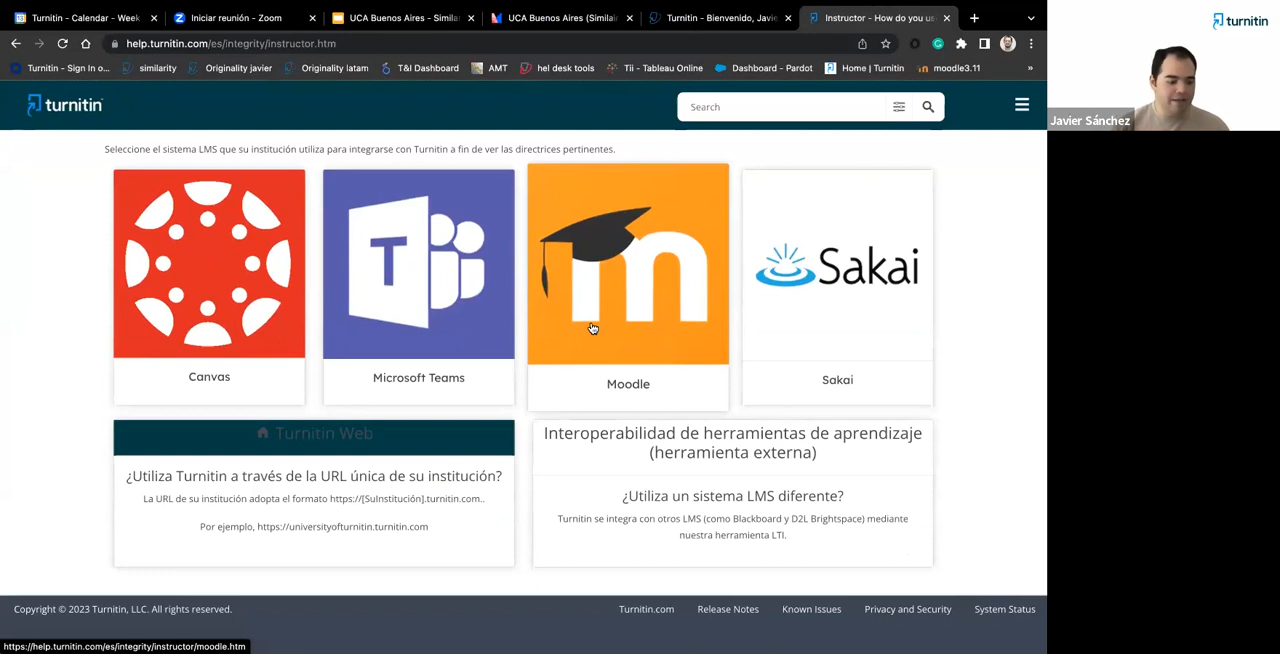 Turnitin - Calendar - Week
Iniciar reunión - Zoom
UCA Buenos Aires - Simila
UCA Buenos Aires (Similai
Turnitin - Bienvenido, Javie
Instructor - How do you us
help.turnitin.com/es/integrity/instructor.htm
Turnitin - Sign In o...
similarity
Originality javier
Originality latam
T&I Dashboard
AMT
hel desk tools
Tii - Tableau Online
Dashboard - Pardot
Home | Turnitin
moodle3.11
»
turnitin
Search
turnitin
Javier Sánchez
Seleccione el sistema LMS que su institución utiliza para integrarse con Turnitin a fin de ver las directrices pertinentes.
T
m
Sakai
Canvas
Microsoft Teams
Moodle
Sakai
Turnitin Web
¿Utiliza Turnitin a través de la URL única de su institución?
La URL de su institución adopta el formato https://[SuInstitución].turnitin.com..
Por ejemplo, https://universityofturnitin.turnitin.com
Interoperabilidad de herramientas de aprendizaje
(herramienta externa)
¿Utiliza un sistema LMS diferente?
Turnitin se integra con otros LMS (como Blackboard y D2L Brightspace) mediante
nuestra herramienta LTI.
Copyright © 2023 Turnitin, LLC. All rights reserved.
Turnitin.com
Release Notes
Known Issues
Privacy and Security
System Status
https://help.turnitin.com/es/integrity/instructor/moodle.htm